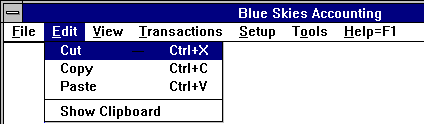 Blue Skies Accounting
File Edit View Transactions Setup Tools Help=F1
Cut Ctrl+X
Copy Ctrl+C
Paste Ctrl+V
Show Clipboard